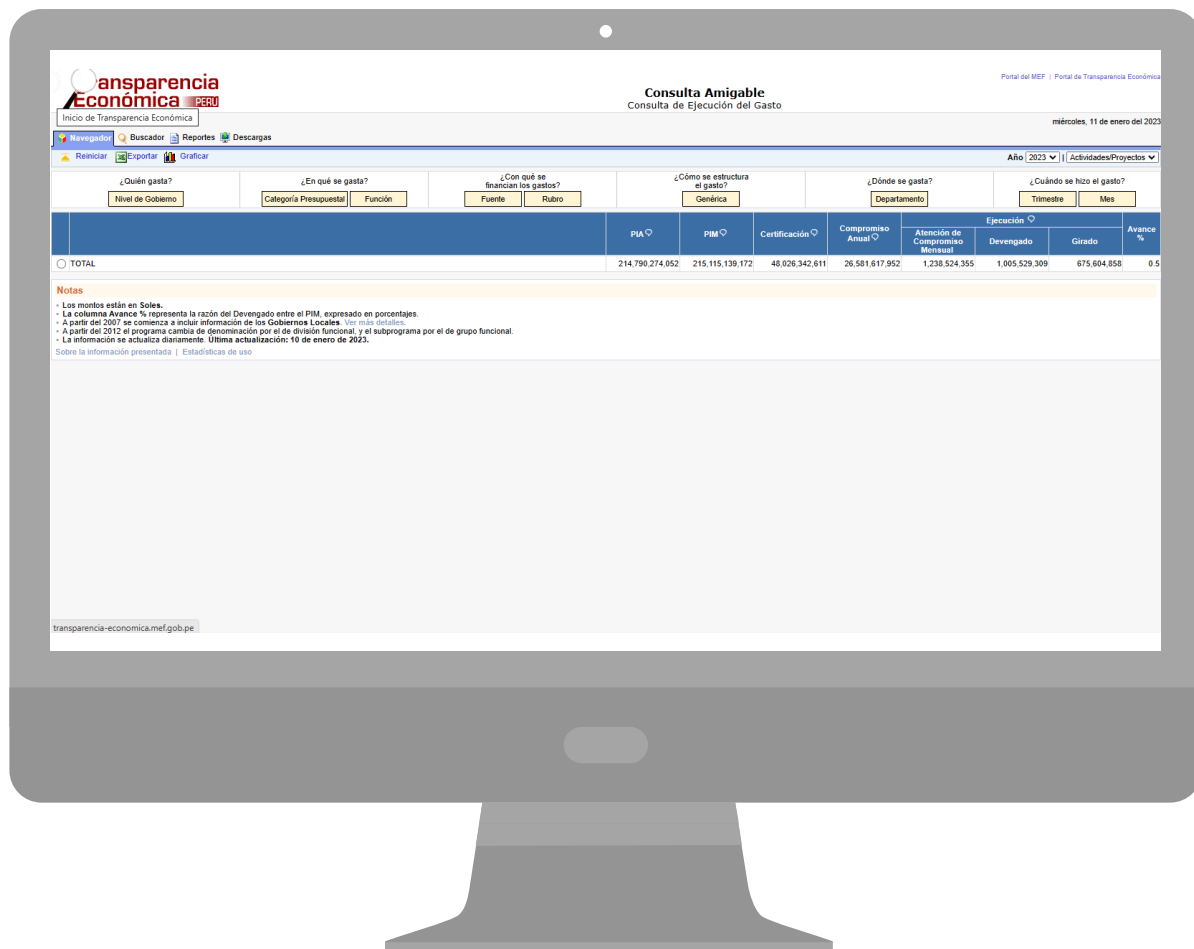 Portal del MEF | Portal de Transparencia Económica
ansparencia
Económica PERU
Consulta Amigable
Consulta de Ejecución del Gasto
Inicio de Transparencia Económica
miércoles, 11 de enero del 2023
Navegador Buscador Reportes Descargas
Reiniciar Exportar Graficar Año 2023 | Actividades/Proyectos
¿Quién gasta?
Nivel de Gobierno
¿En qué se gasta?
Categoría Presupuestal Función
¿Con qué se
financian los gastos?
Fuente Rubro
¿Cómo se estructura
el gasto?
Genérica
¿Dónde se gasta?
Departamento
¿Cuándo se hizo el gasto?
Trimestre Mes
PIA PIM Certificación
Compromiso
Anual
Ejecución
Atención de
Compromiso
Mensual
Devengado Girado
Avance
%
TOTAL 214,790,274,052 215,115,139,172 48,026,342,611 26,581,617,952 1,238,524,355 1,005,529,309 675,604,858 0.5
Notas
- Los montos están en Soles.
- La columna Avance % representa la razón del Devengado entre el PIM, expresado en porcentajes.
- A partir del 2007 se comienza a incluir información de los Gobiernos Locales. Ver más detalles.
- A partir del 2012 el programa cambia de denominación por el de división funcional, y el subprograma por el de grupo funcional.
- La información se actualiza diariamente. Última actualización: 10 de enero de 2023.
Sobre la información presentada | Estadísticas de uso
transparencia-economica.mef.gob.pe